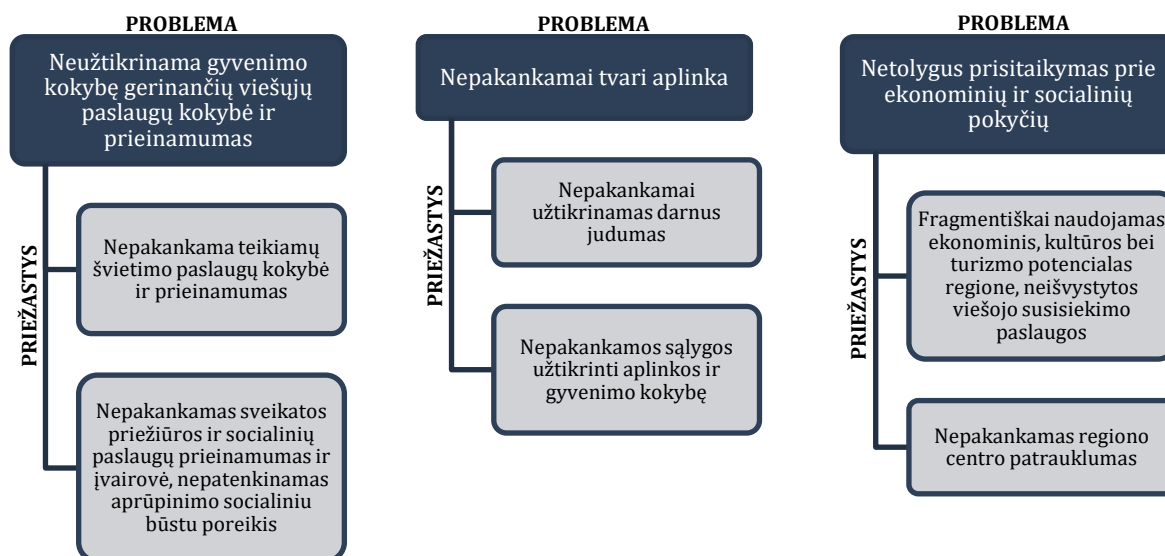 PROBLEMA
Neužtikrinama gyvenimo
kokybę gerinančių viešųjų
paslaugų kokybė ir
prieinamumas
PRIEŽASTYS
Nepakankama teikiamų
švietimo paslaugų kokybė
ir prieinamumas
Nepakankamas sveikatos
priežiūros ir socialinių
paslaugų prieinamumas ir
įvairovė, nepatenkinamas
aprūpinimo socialiniu
būstu poreikis
PROBLEMA
Nepakankamai tvari aplinka
PRIEŽASTYS
Nepakankamai
užtikrinamas darnus
judumas
Nepakankamos sąlygos
užtikrinti aplinkos ir
gyvenimo kokybę
PROBLEMA
Netolygus prisitaikymas prie
ekonominių ir socialinių
pokyčių
PRIEŽASTYS
Fragmentiškai naudojamas
ekonominis, kultūros bei
turizmo potencialas
regione, neišvystytos
viešojo susisiekimo
paslaugos
Nepakankamas regiono
centro patrauklumas